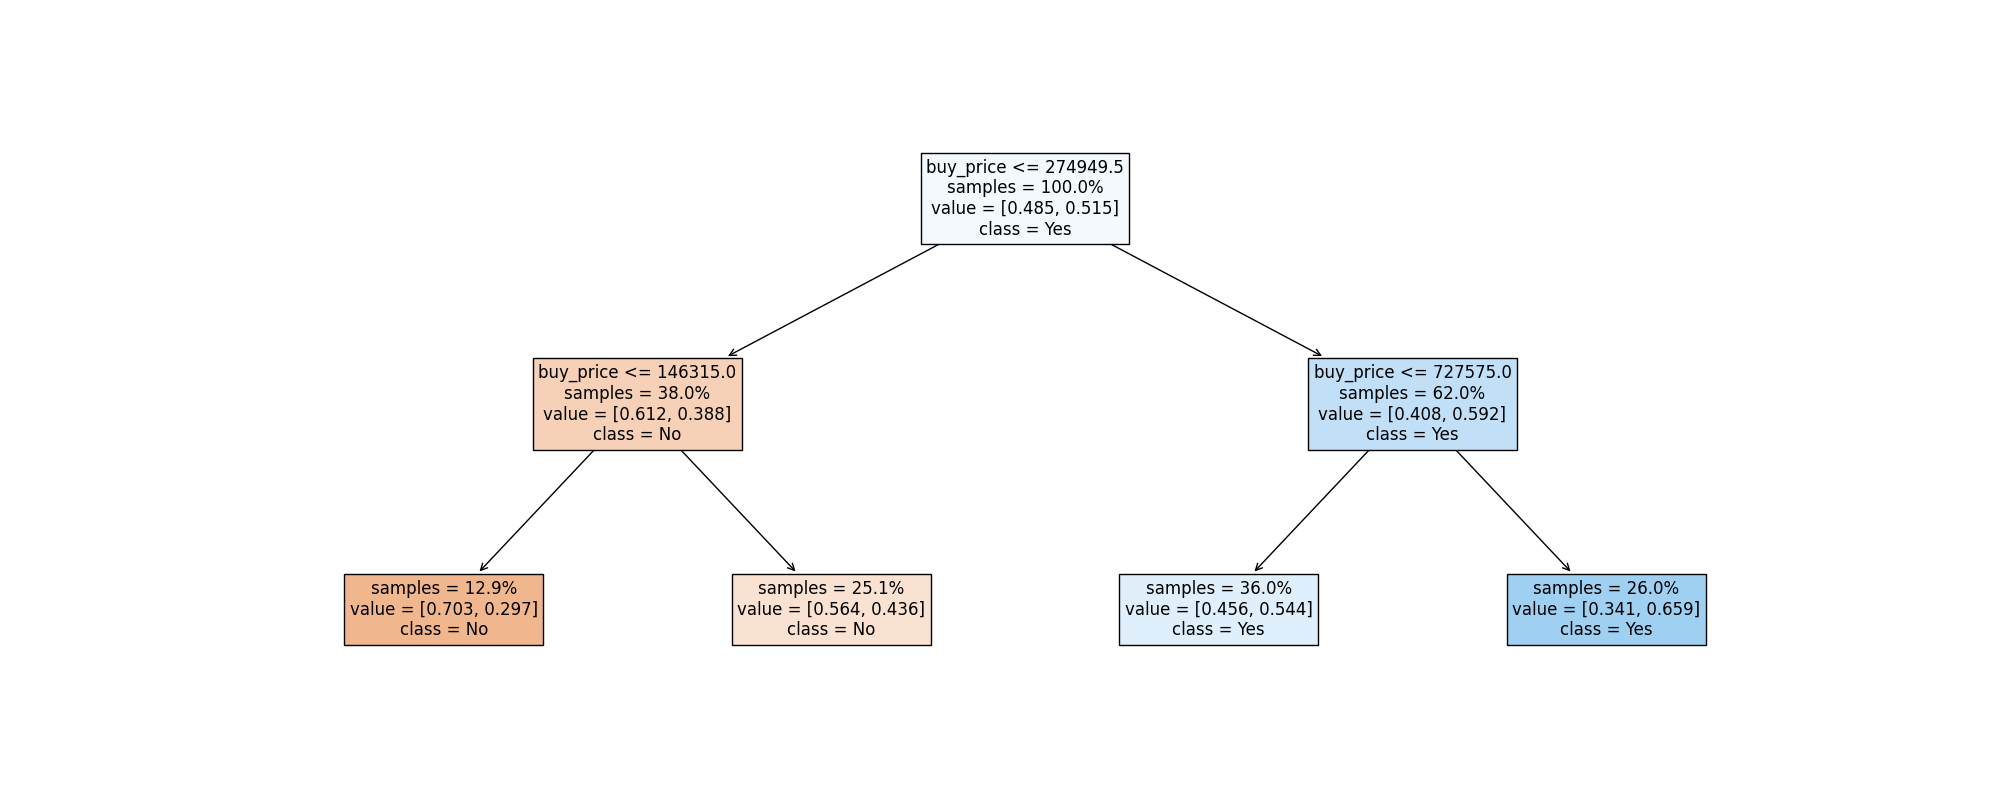 buy_price <= 274949.5
samples = 100.0%
value = [0.485, 0.515]
class = Yes
buy_price <= 146315.0
samples = 38.0%
value = [0.612, 0.388]
class = No
buy_price <= 727575.0
samples = 62.0%
value = [0.408, 0.592]
class = Yes
samples = 12.9%
value = [0.703, 0.297]
class = No
samples = 25.1%
value = [0.564, 0.436]
class = No
samples = 36.0%
value = [0.456, 0.544]
class = Yes
samples = 26.0%
value = [0.341, 0.659]
class = Yes